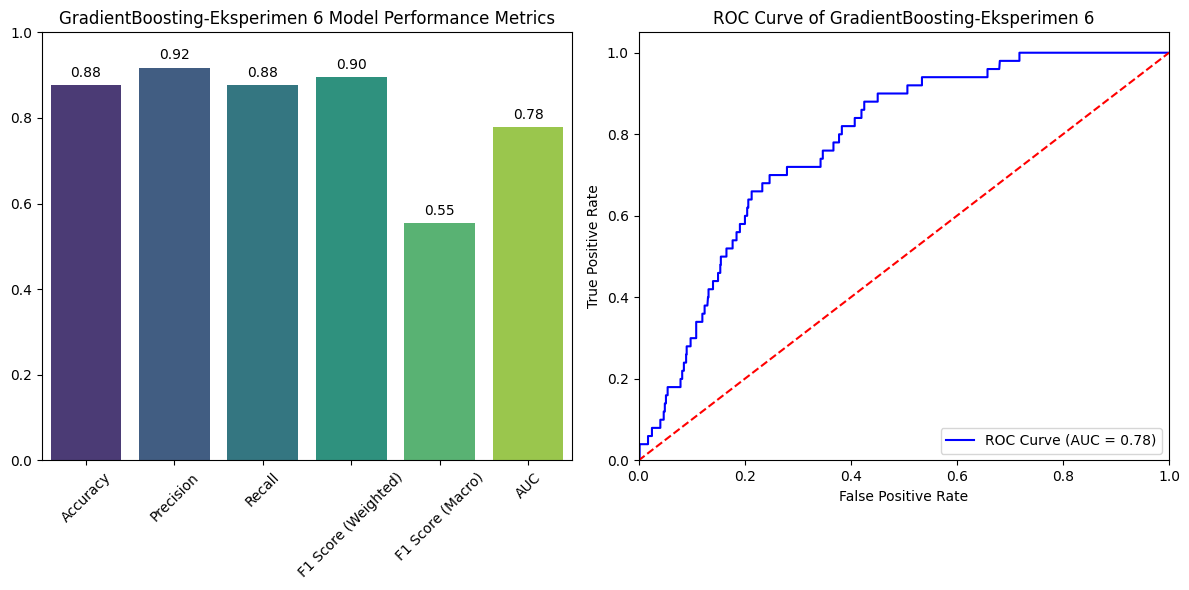 GradientBoosting-Eksperimen 6 Model Performance Metrics
1.0
0.8
0.6
0.4
0.2
0.0
0.88
0.92
0.88
0.90
0.55
0.78
Accuracy
Precision
Recall
F1 Score (Weighted)
F1 Score (Macro)
AUC
ROC Curve of GradientBoosting-Eksperimen 6
True Positive Rate
1.0
0.8
0.6
0.4
0.2
0.0
ROC Curve (AUC = 0.78)
0.0
0.2
0.4
0.6
0.8
1.0
False Positive Rate